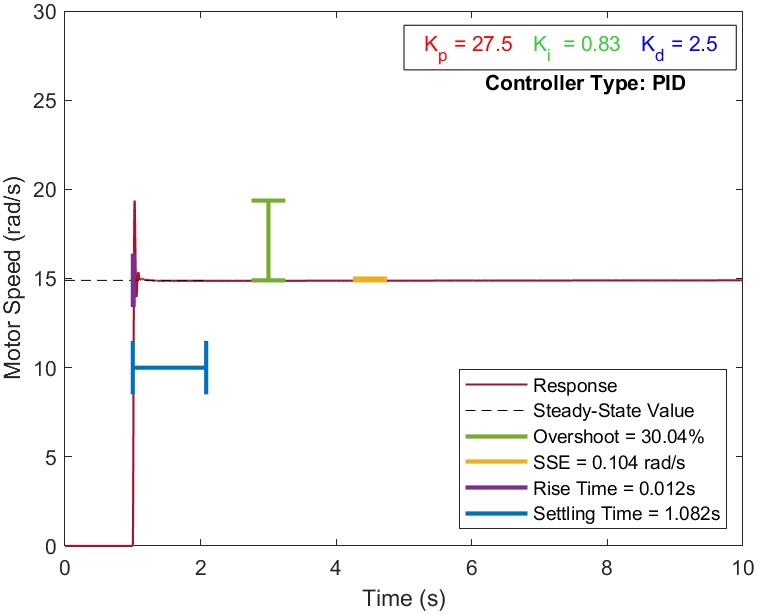 30
25
20
15
10
5
0
0
2
4
6
8
10
Motor Speed (rad/s)
Time (s)
Kp = 27.5 Ki = 0.83 Kd = 2.5
Controller Type: PID
Response
Steady-State Value
Overshoot = 30.04%
SSE = 0.104 rad/s
Rise Time = 0.012s
Settling Time = 1.082s